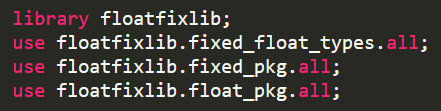 library floatfixlib;
use floatfixlib.fixed_float_types.all;
use floatfixlib.fixed_pkg.all;
use floatfixlib.float_pkg.all;